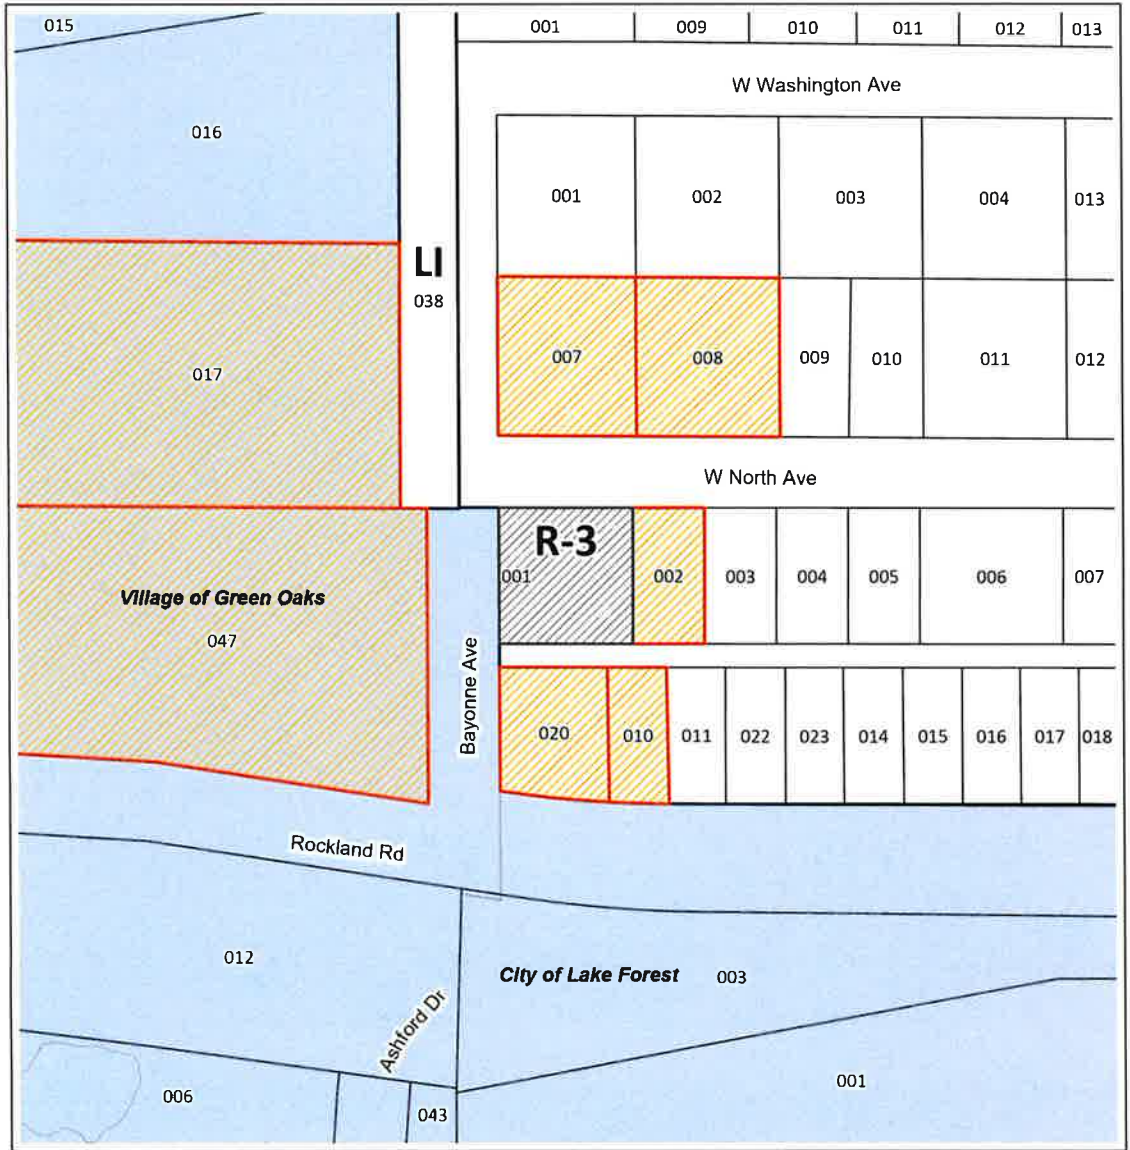 015
001 009 010 011 012 013
W Washington Ave
016
001 002 003 004 013
LI
038
017
007 008 009 010 011 012
W North Ave
R-3
001 002 003 004 005 006 007
Village of Green Oaks
047
Bayonne Ave
020 010 011 022 023 014 015 016 017 018
Rockland Rd
012
City of Lake Forest 003
Ashford Dr
006
043
001